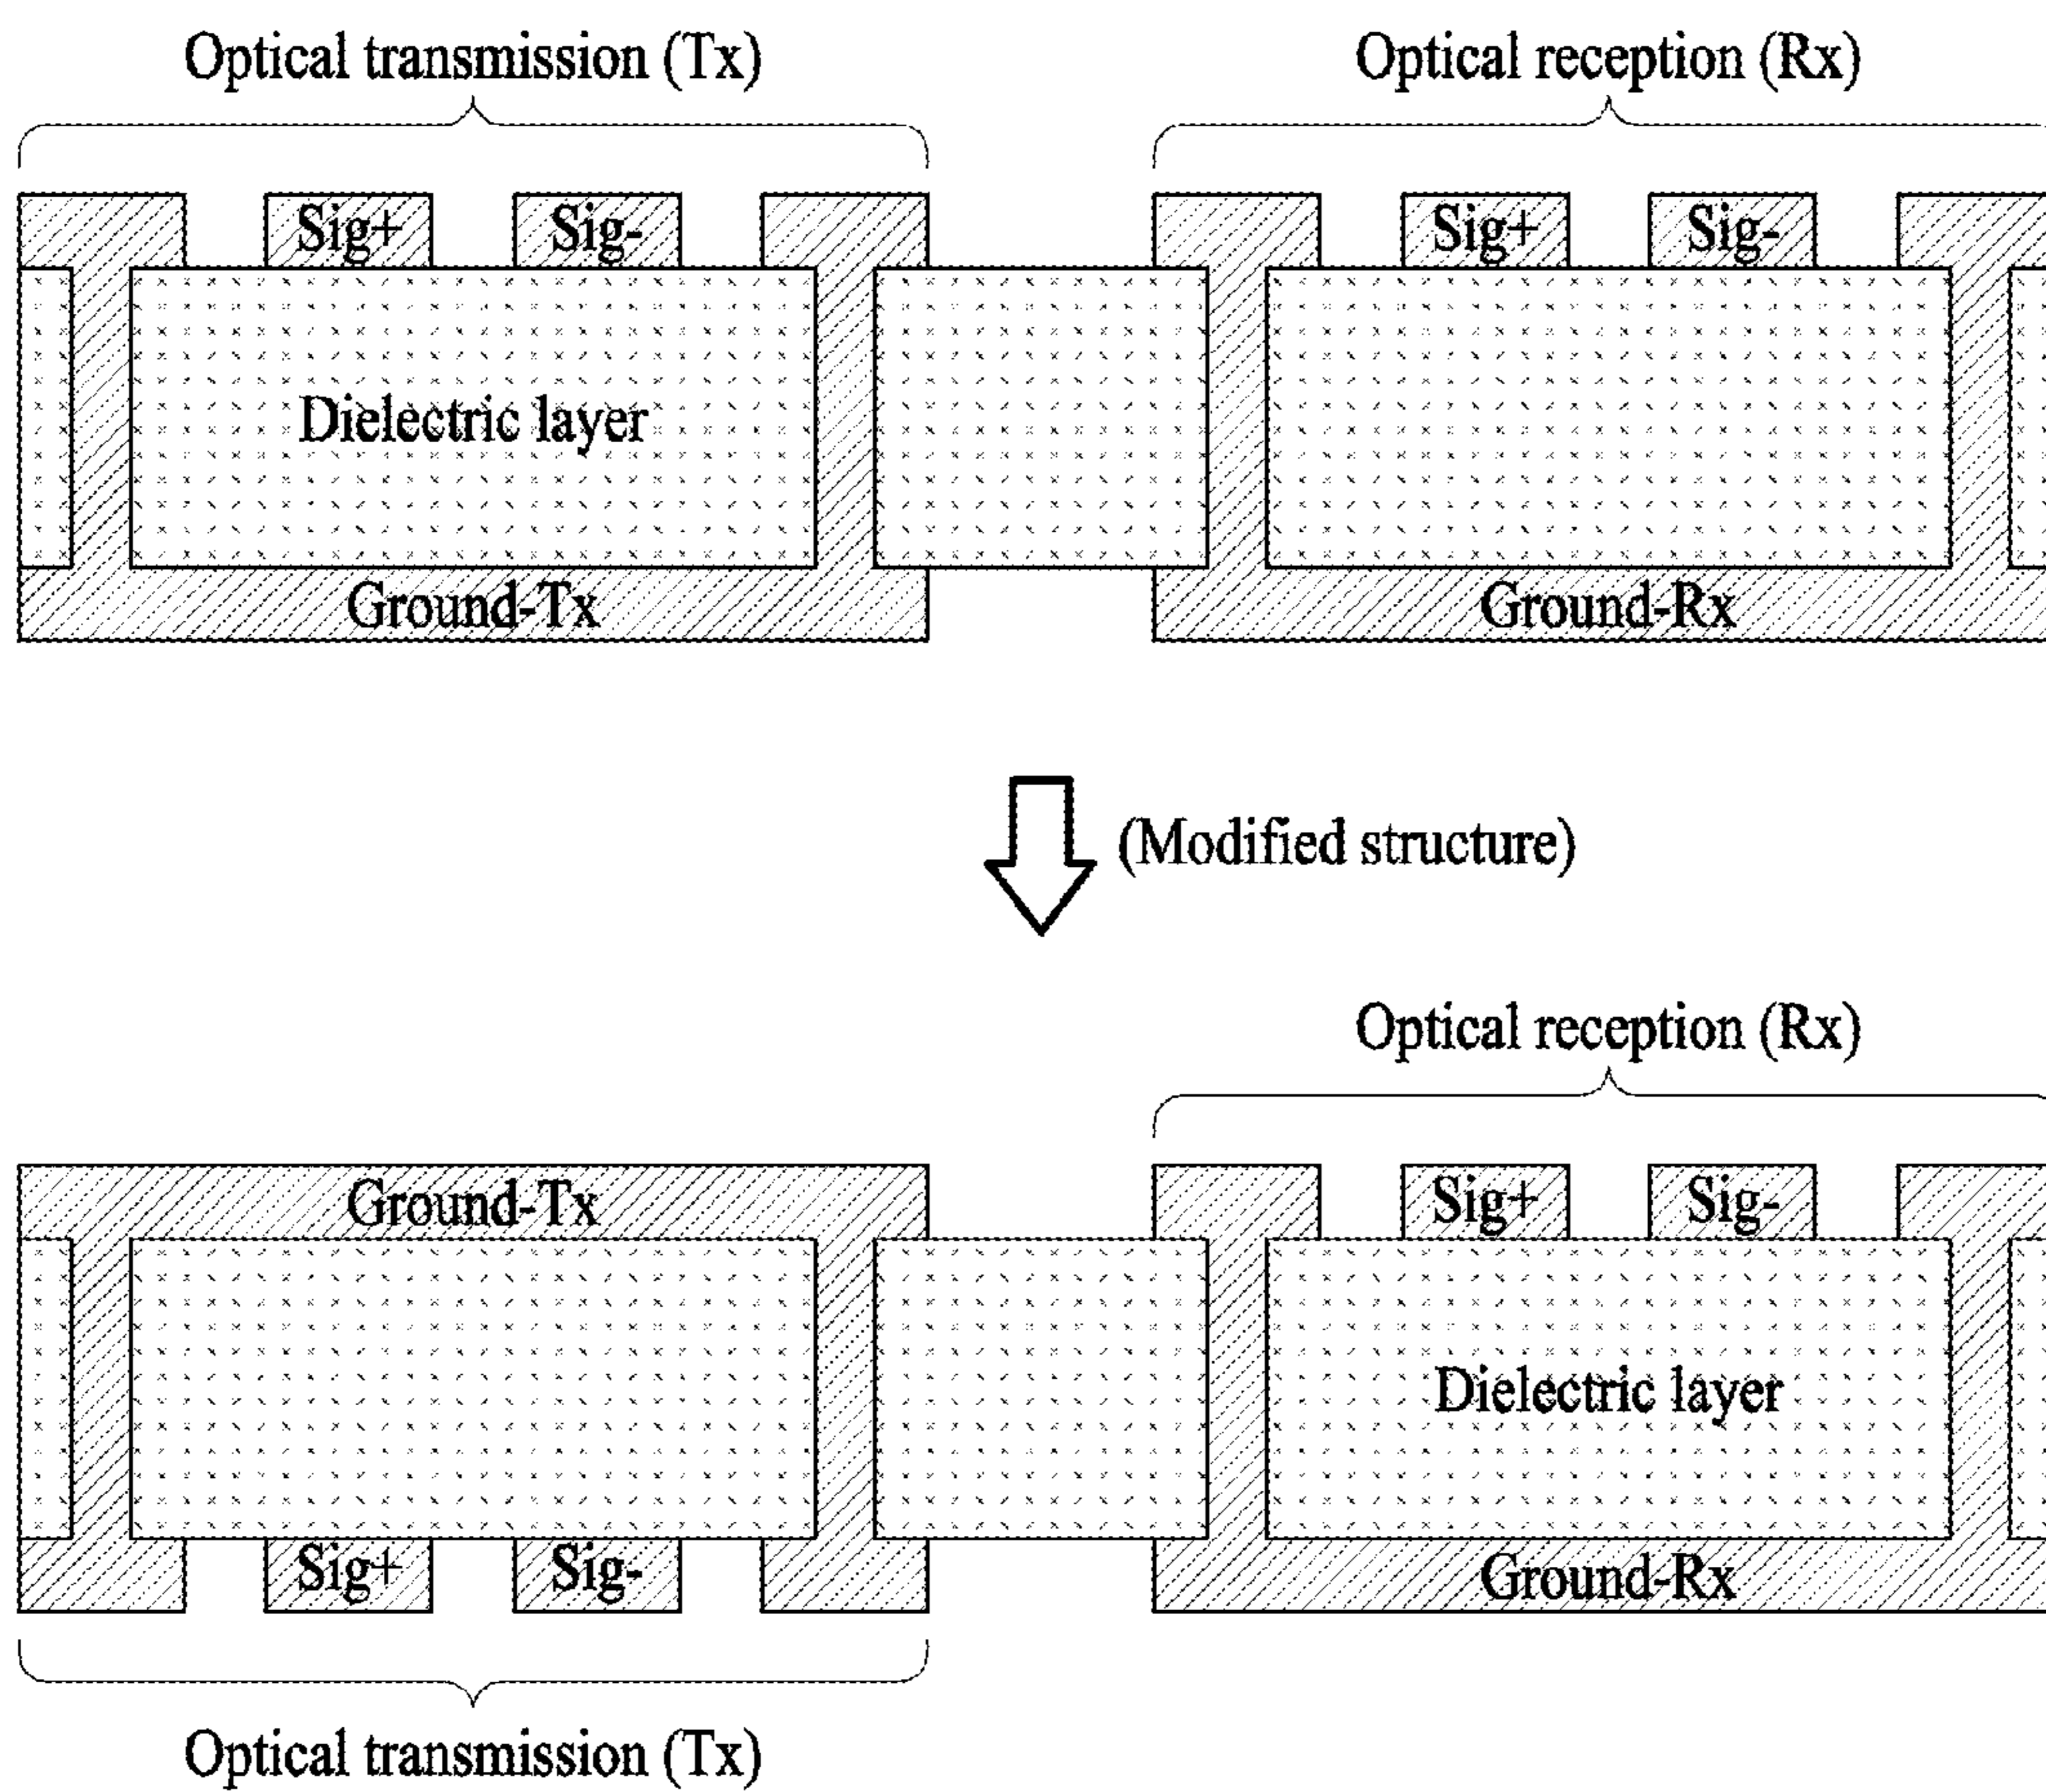 Optical transmission (Tx)
Optical reception (Rx)
Sig+
Sig-
Sig+
Sig-
Dielectric layer
Ground-Tx
Ground-Rx
(Modified structure)
Optical reception (Rx)
Ground-Tx
Sig+
Sig-
Dielectric layer
Sig+
Sig-
Ground-Rx
Optical transmission (Tx)